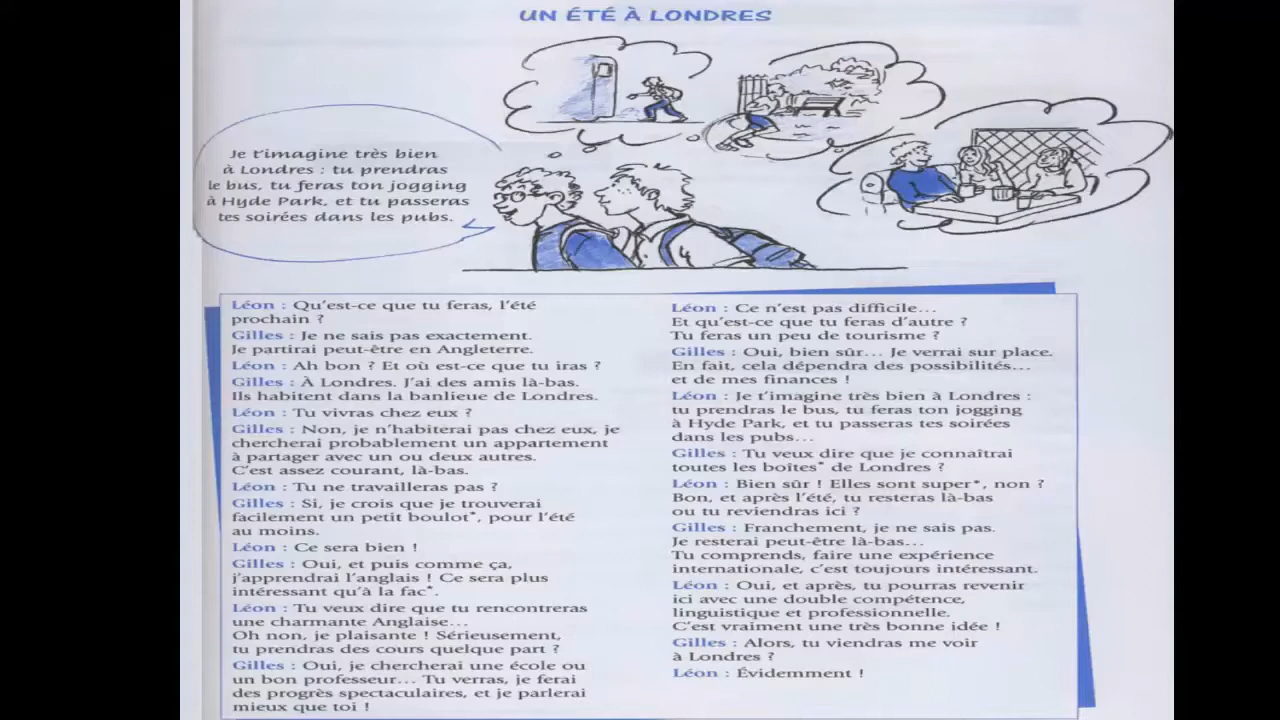 UN ÉTÉ À LONDRES
Je t'imagine très bien
à Londres : tu prendras
le bus, tu feras ton jogging
à Hyde Park, et tu passeras
tes soirées dans les pubs.
Léon : Qu'est-ce que tu feras, l'été
prochain ?
Gilles : Je ne sais pas exactement.
Je partirai peut-être en Angleterre.
Léon : Ah bon ? Et où est-ce que tu iras ?
Gilles : À Londres. J'ai des amis là-bas.
Ils habitent dans la banlieue de Londres.
Léon : Tu vivras chez eux ?
Gilles : Non, je n'habiterai pas chez eux, je
chercherai probablement un appartement
à partager avec un ou deux autres.
C'est assez courant, là-bas.
Léon : Tu ne travailleras pas ?
Gilles : Si, je crois que je trouverai
facilement un petit boulot*, pour l'été
au moins.
Léon : Ce sera bien !
Gilles : Oui, et puis comme ça,
j'apprendrai l'anglais ! Ce sera plus
intéressant qu'à la fac*.
Léon : Tu veux dire que tu rencontreras
une charmante Anglaise...
Oh non, je plaisante ! Sérieusement,
tu prendras des cours quelque part ?
Gilles : Oui, je chercherai une école ou
un bon professeur... Tu verras, je ferai
des progrès spectaculaires, et je parlerai
mieux que toi !
Léon : Ce n'est pas difficile...
Et qu'est-ce que tu feras d'autre ?
Tu feras un peu de tourisme ?
Gilles : Oui, bien sûr... Je verrai sur place.
En fait, cela dépendra des possibilités...
et de mes finances !
Léon : Je t'imagine très bien à Londres :
tu prendras le bus, tu feras ton jogging
à Hyde Park, et tu passeras tes soirées
dans les pubs...
Gilles : Tu veux dire que je connaîtrai
toutes les boîtes* de Londres ?
Léon : Bien sûr ! Elles sont super*, non ?
Bon, et après l'été, tu resteras là-bas
ou tu reviendras ici ?
Gilles : Franchement, je ne sais pas.
Je resterai peut-être là-bas...
Tu comprends, faire une expérience
internationale, c'est toujours intéressant.
Léon : Oui, et après, tu pourras revenir
ici avec une double compétence,
linguistique et professionnelle.
C'est vraiment une très bonne idée !
Gilles : Alors, tu viendras me voir
à Londres ?
Léon : Évidemment !